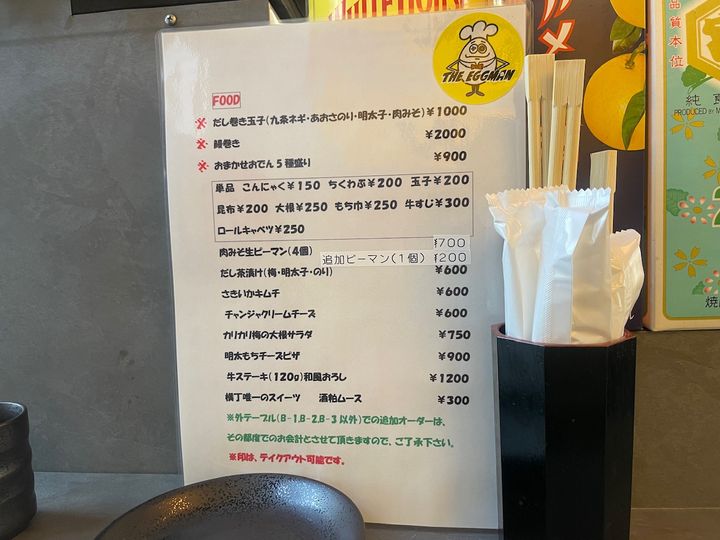 THE EGGMAN
FOOD
※ だし巻き玉子(九条ネギ・あおさのり・明太子・肉みそ)￥1000
※ 鰻巻き ￥2000
※ おまかせおでん５種盛り ￥900
単品 こんにゃく￥150 ちくわぶ￥200 玉子￥200
昆布￥200 大根￥250 もち巾￥250 牛すじ￥300
ロールキャベツ￥250
肉みそ生ピーマン(4個) ¥700
追加ピーマン(1個) ¥200
だし茶漬け(梅・明太子・のり) ￥600
さきいかキムチ ￥600
チャンジャクリームチーズ ￥600
カリカリ梅の大根サラダ ￥750
明太もちチーズピザ ￥900
牛ステーキ(120g)和風おろし ￥1200
横丁唯一のスイーツ 酒粕ムース ￥300
※外テーブル(B-1,B-2,B-3以外)での追加オーダーは、
その都度でのお会計とさせて頂きますので、ご了承下さい。
※印は、テイクアウト可能です。
品質本位
PRODUCED BY